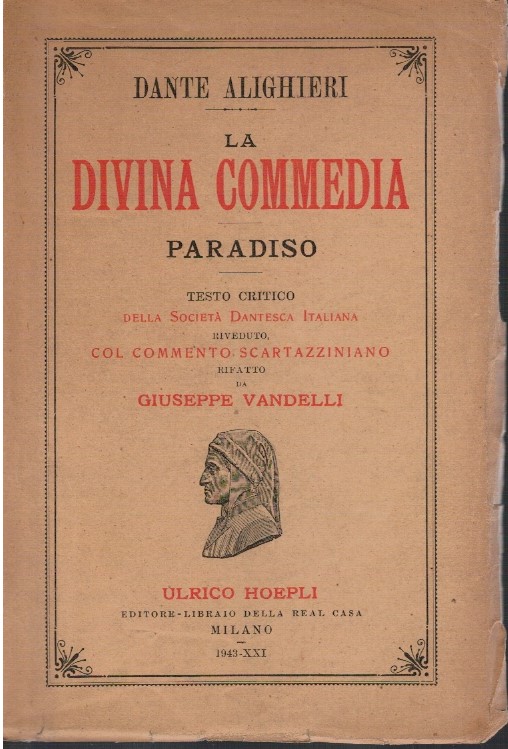 DANTE ALIGHIERI
LA
DIVINA COMMEDIA
PARADISO
TESTO CRITICO
DELLA SOCIETÀ DANTESCA ITALIANA
RIVEDUTO,
COL COMMENTO SCARTAZZINIANO
RIFATTO
DA
GIUSEPPE VANDELLI
ULRICO HOEPLI
EDITORE-LIBRAIO DELLA REAL CASA
MILANO
1943-XXI